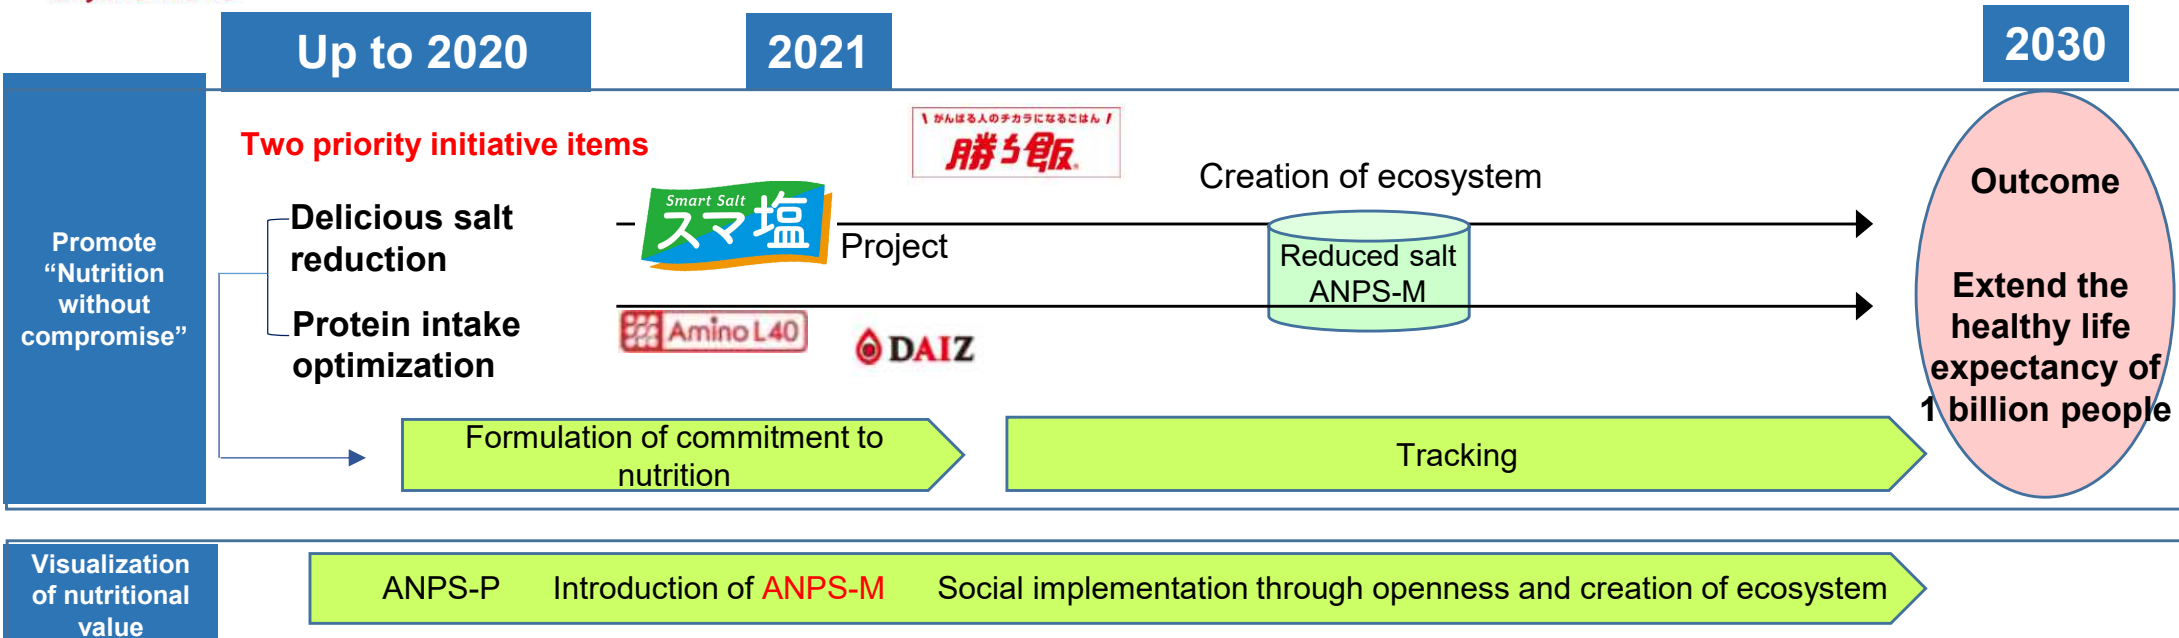 Up to 2020
2021
2030
Promote
“Nutrition
without
compromise”
Two priority initiative items
Delicious salt
reduction
Protein intake
optimization
\ がんばる人のチカラになるごはん /
勝ち飯®
Smart Salt
スマ塩
Project
Creation of ecosystem
Reduced salt
ANPS-M
Amino L40
DAIZ
Outcome
Extend the
healthy life
expectancy of
1 billion people
Formulation of commitment to
nutrition
Tracking
Visualization
of nutritional
value
ANPS-P Introduction of ANPS-M Social implementation through openness and creation of ecosystem